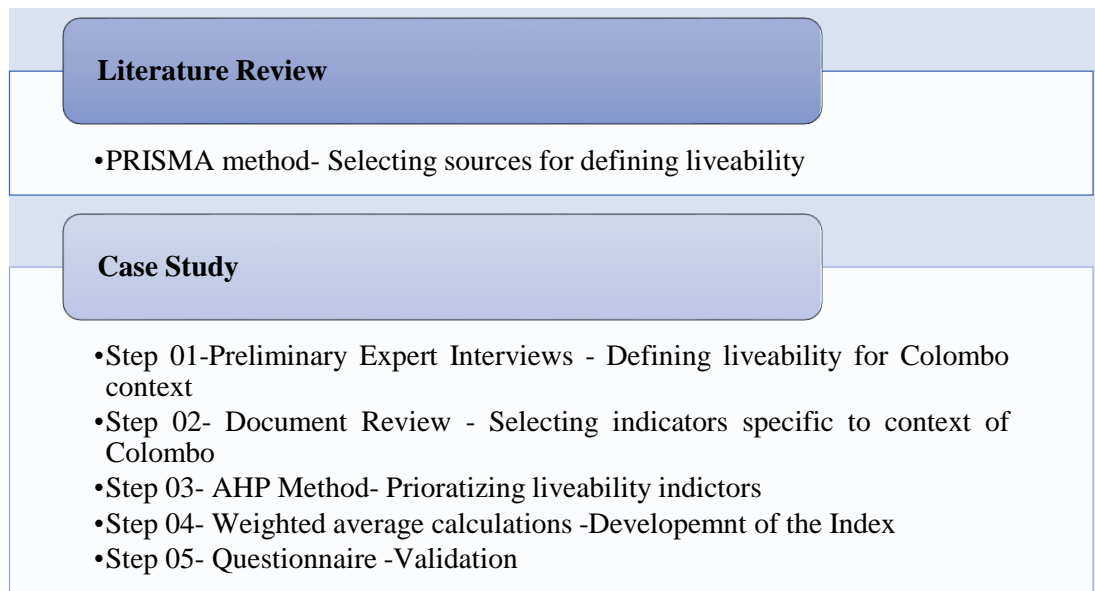 Literature Review
•PRISMA method- Selecting sources for defining liveability
Case Study
•Step 01-Preliminary Expert Interviews - Defining liveability for Colombo
context
•Step 02- Document Review - Selecting indicators specific to context of
Colombo
•Step 03- AHP Method- Prioratizing liveability indictors
•Step 04- Weighted average calculations -Developemnt of the Index
•Step 05- Questionnaire -Validation